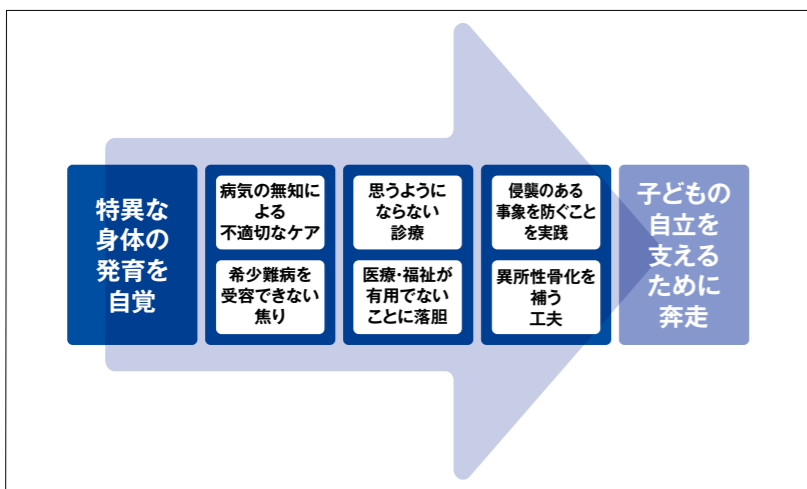 特異な
身体の
発育を
自覚
病気の無知に
よる
不適切なケア
希少難病を
受容できない
焦り
思うように
ならない
診療
医療・福祉が
有用でない
ことに落胆
侵襲のある
事象を防ぐこと
を実践
異所性骨化を
補う
工夫
子どもの
自立を
支える
ために
奔走